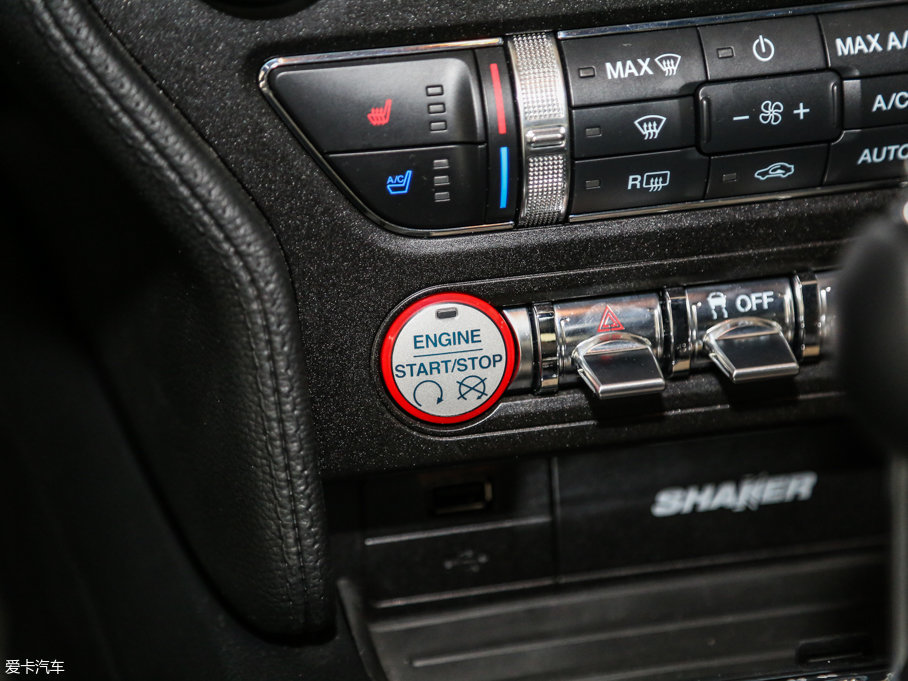 MAX
MAX A/
A/C
A/C
R
AUTO
ENGINE
START/STOP
OFF
SHAKER
爱卡汽车